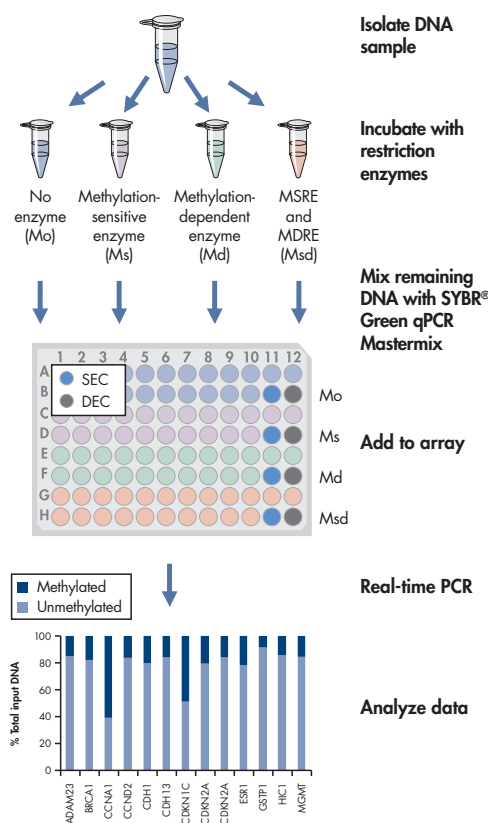 Isolate DNA
sample
Incubate with
restriction
enzymes
No
enzyme
(Mo)
Methylation-
sensitive
enzyme
(Ms)
Methylation-
dependent
enzyme
(Md)
MSRE
and
MDRE
(Msd)
Mix remaining
DNA with SYBR®
Green qPCR
Mastermix
1 2 3 4 5 6 7 8 9 10 11 12
A
B
C
D
E
F
G
H
SEC
DEC
Mo
Ms
Md
Msd
Add to array
Real-time PCR
Methylated
Unmethylated
% Total input DNA
100
80
60
40
20
0
ADAM23
BRCA1
CCNA1
CCND2
CDH1
CDH13
CDKN1C
CDKN2A
CDKN2A
ESR1
GSTP1
HIC1
MGMT
Analyze data